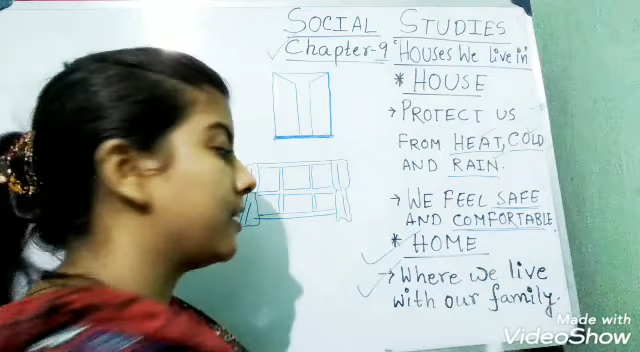 SOCIAL STUDIES
Chapter-9 "HOUSES WE LIVE in
* HOUSE
→ PROTECT US
FROM HEAT, COLD
AND RAIN.
→ WE FEEL SAFE
AND COMFORTABLE
* HOME
→ Where we live
with our family.
Made with
VideoShow